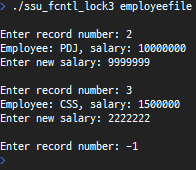 > ./ssu_fcntl_lock3 employeefile
Enter record number: 2
Employee: PDJ, salary: 10000000
Enter new salary: 9999999
Enter record number: 3
Employee: CSS, salary: 1500000
Enter new salary: 2222222
Enter record number: -1
>